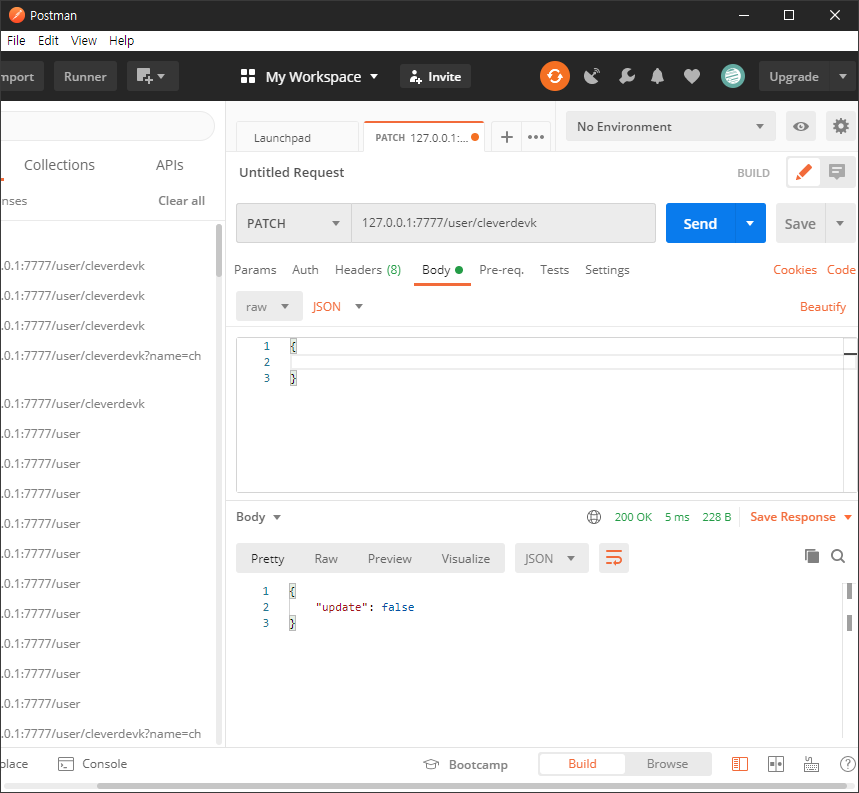 Postman
File Edit View Help
mport Runner My Workspace Invite Upgrade
Launchpad PATCH 127.0.0.1:... No Environment
Collections APIs
nses Clear all
.0.1:7777/user/cleverdevk
.0.1:7777/user/cleverdevk
.0.1:7777/user/cleverdevk
.0.1:7777/user/cleverdevk?name=ch
.0.1:7777/user/cleverdevk
.0.1:7777/user
.0.1:7777/user
.0.1:7777/user
.0.1:7777/user
.0.1:7777/user
.0.1:7777/user
.0.1:7777/user
.0.1:7777/user
.0.1:7777/user
.0.1:7777/user
.0.1:7777/user/cleverdevk?name=ch
Untitled Request BUILD
PATCH 127.0.0.1:7777/user/cleverdevk Send Save
Params Auth Headers (8) Body Pre-req. Tests Settings Cookies Code
raw JSON Beautify
1 {
2
3 }
Body 200 OK 5 ms 228 B Save Response
Pretty Raw Preview Visualize JSON
1 {
2 "update": false
3 }
place Console Bootcamp Build Browse